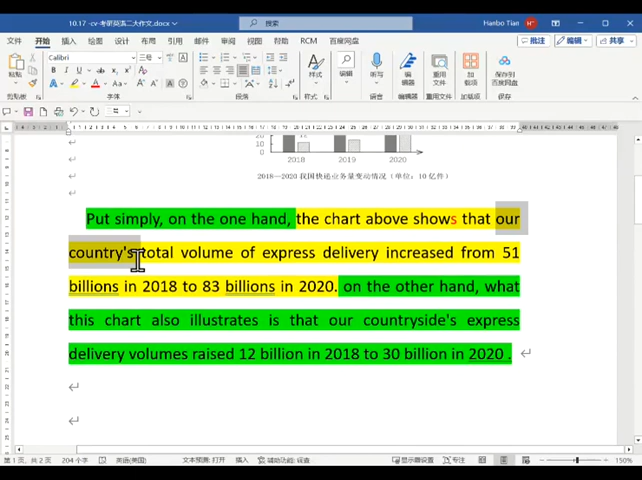 10.17 -cv-考研英语二大作文.docx
搜索
Hanbo Tian
HT
文件 开始 插入 绘图 设计 布局 引用 邮件 审阅 视图 帮助 RCM 百度网盘
批注 编辑 共享
Calibri 三号
粘贴 样式 编辑 听写 编辑器 重用文件 加载项 保存到百度网盘
剪贴板 字体 段落 样式 语音 编辑器 重用文件 加载项 保存
10
0
2018 2019 2020
2018—2020 我国快递业务量变动情况（单位：10 亿件）
Put simply, on the one hand, the chart above shows that our
country's total volume of express delivery increased from 51
billions in 2018 to 83 billions in 2020. on the other hand, what
this chart also illustrates is that our countryside's express
delivery volumes raised 12 billion in 2018 to 30 billion in 2020 .
第1页，共2页 204个字 英语(美国) 文本预测: 打开 插入 辅助功能: 调查 显示器设置 专注 150%